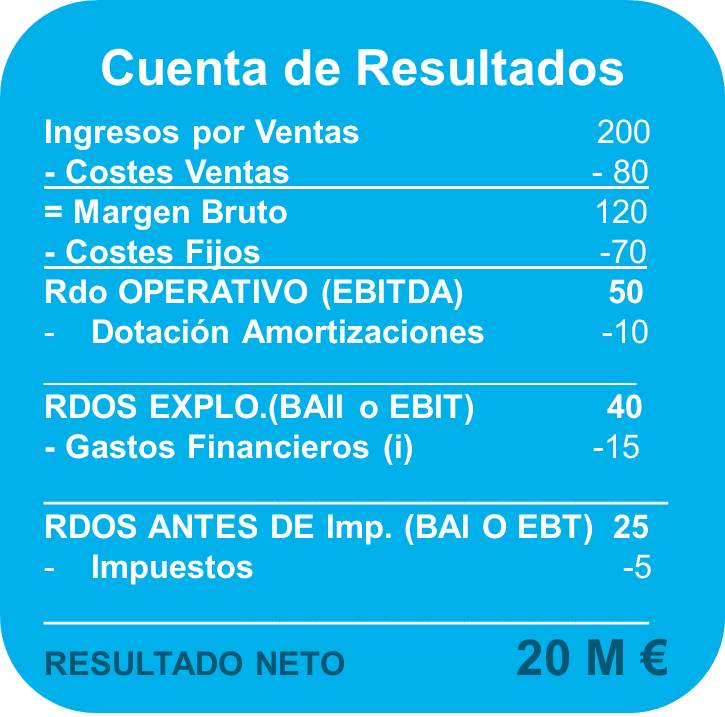 Cuenta de Resultados
Ingresos por Ventas 200
- Costes Ventas - 80
= Margen Bruto 120
- Costes Fijos -70
Rdo OPERATIVO (EBITDA) 50
- Dotación Amortizaciones -10
RDOS EXPLO.(BAII o EBIT) 40
- Gastos Financieros (i) -15
RDOS ANTES DE Imp. (BAI O EBT) 25
- Impuestos -5
RESULTADO NETO 20 M €